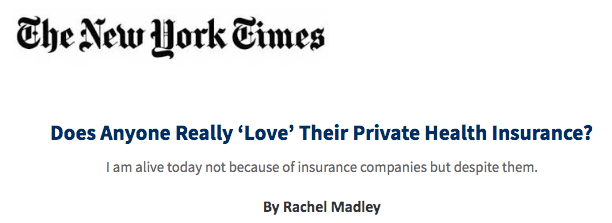 The New York Times
Does Anyone Really ‘Love’ Their Private Health Insurance?
I am alive today not because of insurance companies but despite them.
By Rachel Madley